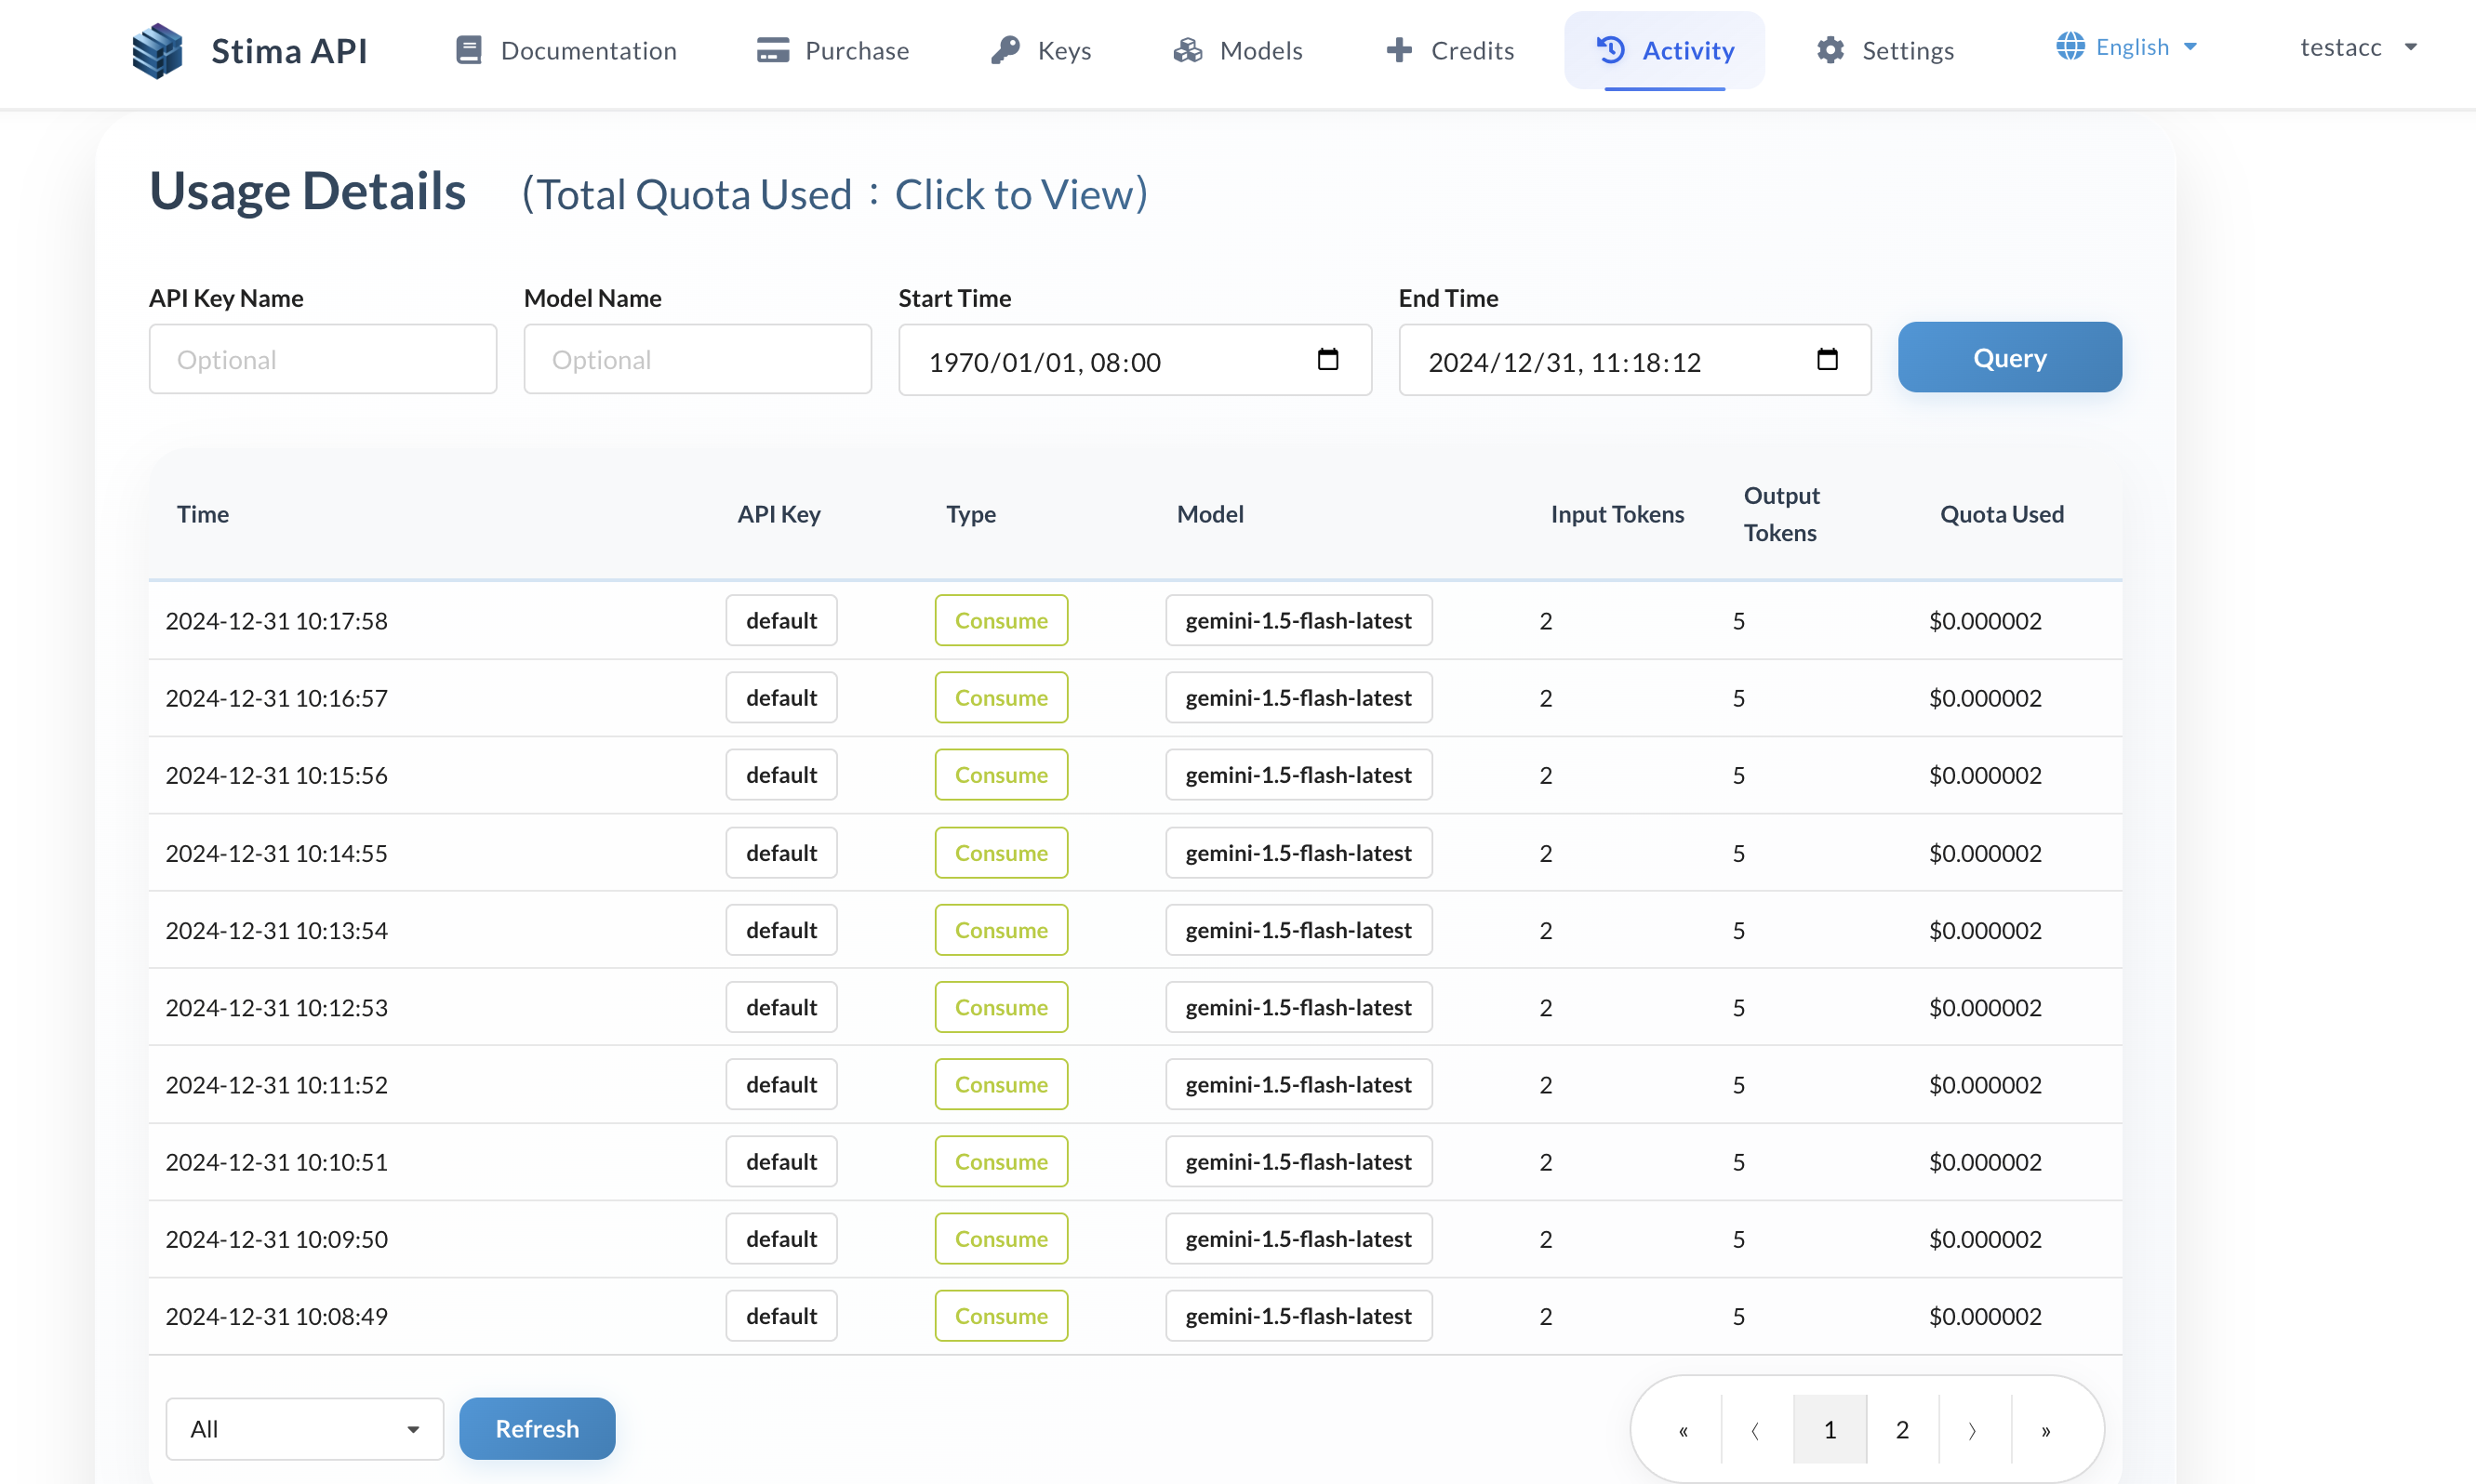 Stima API Documentation Purchase Keys Models Credits Activity Settings English testacc
Usage Details (Total Quota Used：Click to View)
API Key Name Model Name Start Time End Time
Optional Optional 1970/01/01, 08:00 2024/12/31, 11:18:12 Query
Time API Key Type Model Input Tokens Output Tokens Quota Used
2024-12-31 10:17:58 default Consume gemini-1.5-flash-latest 2 5 $0.000002
2024-12-31 10:16:57 default Consume gemini-1.5-flash-latest 2 5 $0.000002
2024-12-31 10:15:56 default Consume gemini-1.5-flash-latest 2 5 $0.000002
2024-12-31 10:14:55 default Consume gemini-1.5-flash-latest 2 5 $0.000002
2024-12-31 10:13:54 default Consume gemini-1.5-flash-latest 2 5 $0.000002
2024-12-31 10:12:53 default Consume gemini-1.5-flash-latest 2 5 $0.000002
2024-12-31 10:11:52 default Consume gemini-1.5-flash-latest 2 5 $0.000002
2024-12-31 10:10:51 default Consume gemini-1.5-flash-latest 2 5 $0.000002
2024-12-31 10:09:50 default Consume gemini-1.5-flash-latest 2 5 $0.000002
2024-12-31 10:08:49 default Consume gemini-1.5-flash-latest 2 5 $0.000002
All Refresh « 〈 1 2 〉 »